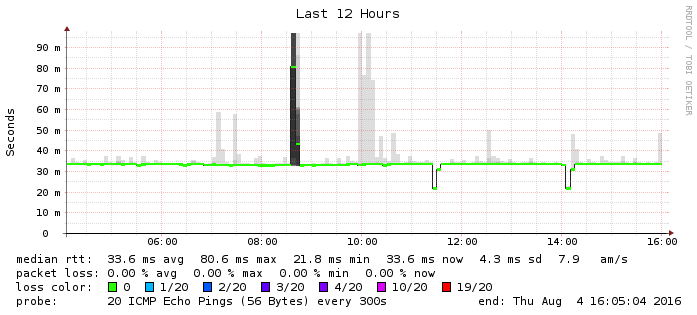 Last 12 Hours
RRDTOOL / TOBI OETIKER
Seconds
90 m
80 m
70 m
60 m
50 m
40 m
30 m
20 m
10 m
0
06:00 08:00 10:00 12:00 14:00 16:00
median rtt: 33.6 ms avg 80.6 ms max 21.8 ms min 33.6 ms now 4.3 ms sd 7.9 am/s
packet loss: 0.00 % avg 0.00 % max 0.00 % min 0.00 % now
loss color: 0 1/20 2/20 3/20 4/20 10/20 19/20
probe: 20 ICMP Echo Pings (56 Bytes) every 300s end: Thu Aug 4 16:05:04 2016